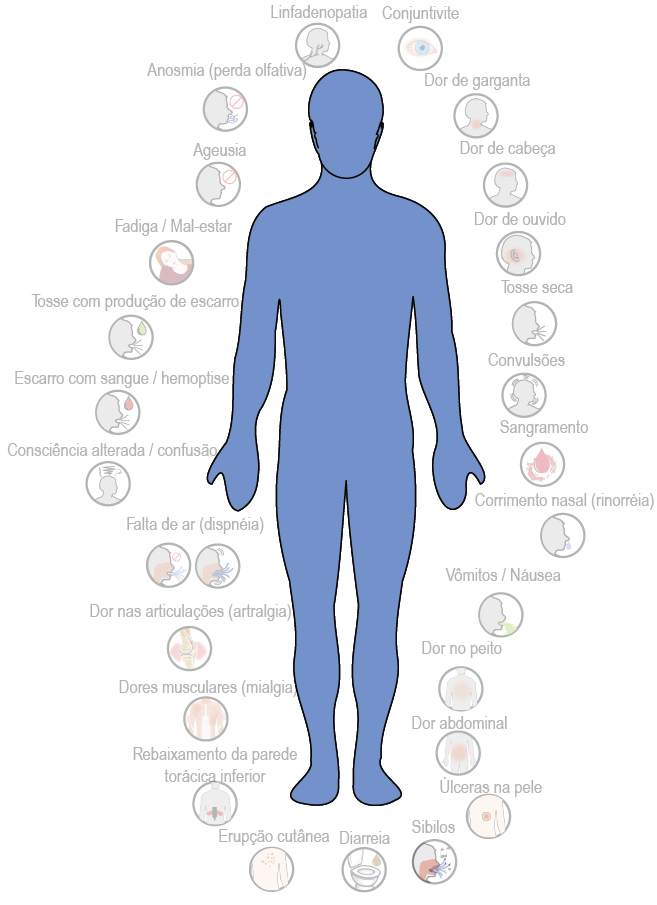 Linfadenopatia
Conjuntivite
Anosmia (perda olfativa)
Dor de garganta
Ageusia
Dor de cabeça
Fadiga / Mal-estar
Dor de ouvido
Tosse com produção de escarro
Tosse seca
Escarro com sangue / hemoptise
Convulsões
Consciência alterada / confusão
Sangramento
Falta de ar (dispnéia)
Corrimento nasal (rinorréia)
Dor nas articulações (artralgia)
Vômitos / Náusea
Dores musculares (mialgia)
Dor no peito
Rebaixamento da parede
torácica inferior
Dor abdominal
Úlceras na pele
Erupção cutânea
Diarreia
Sibilos